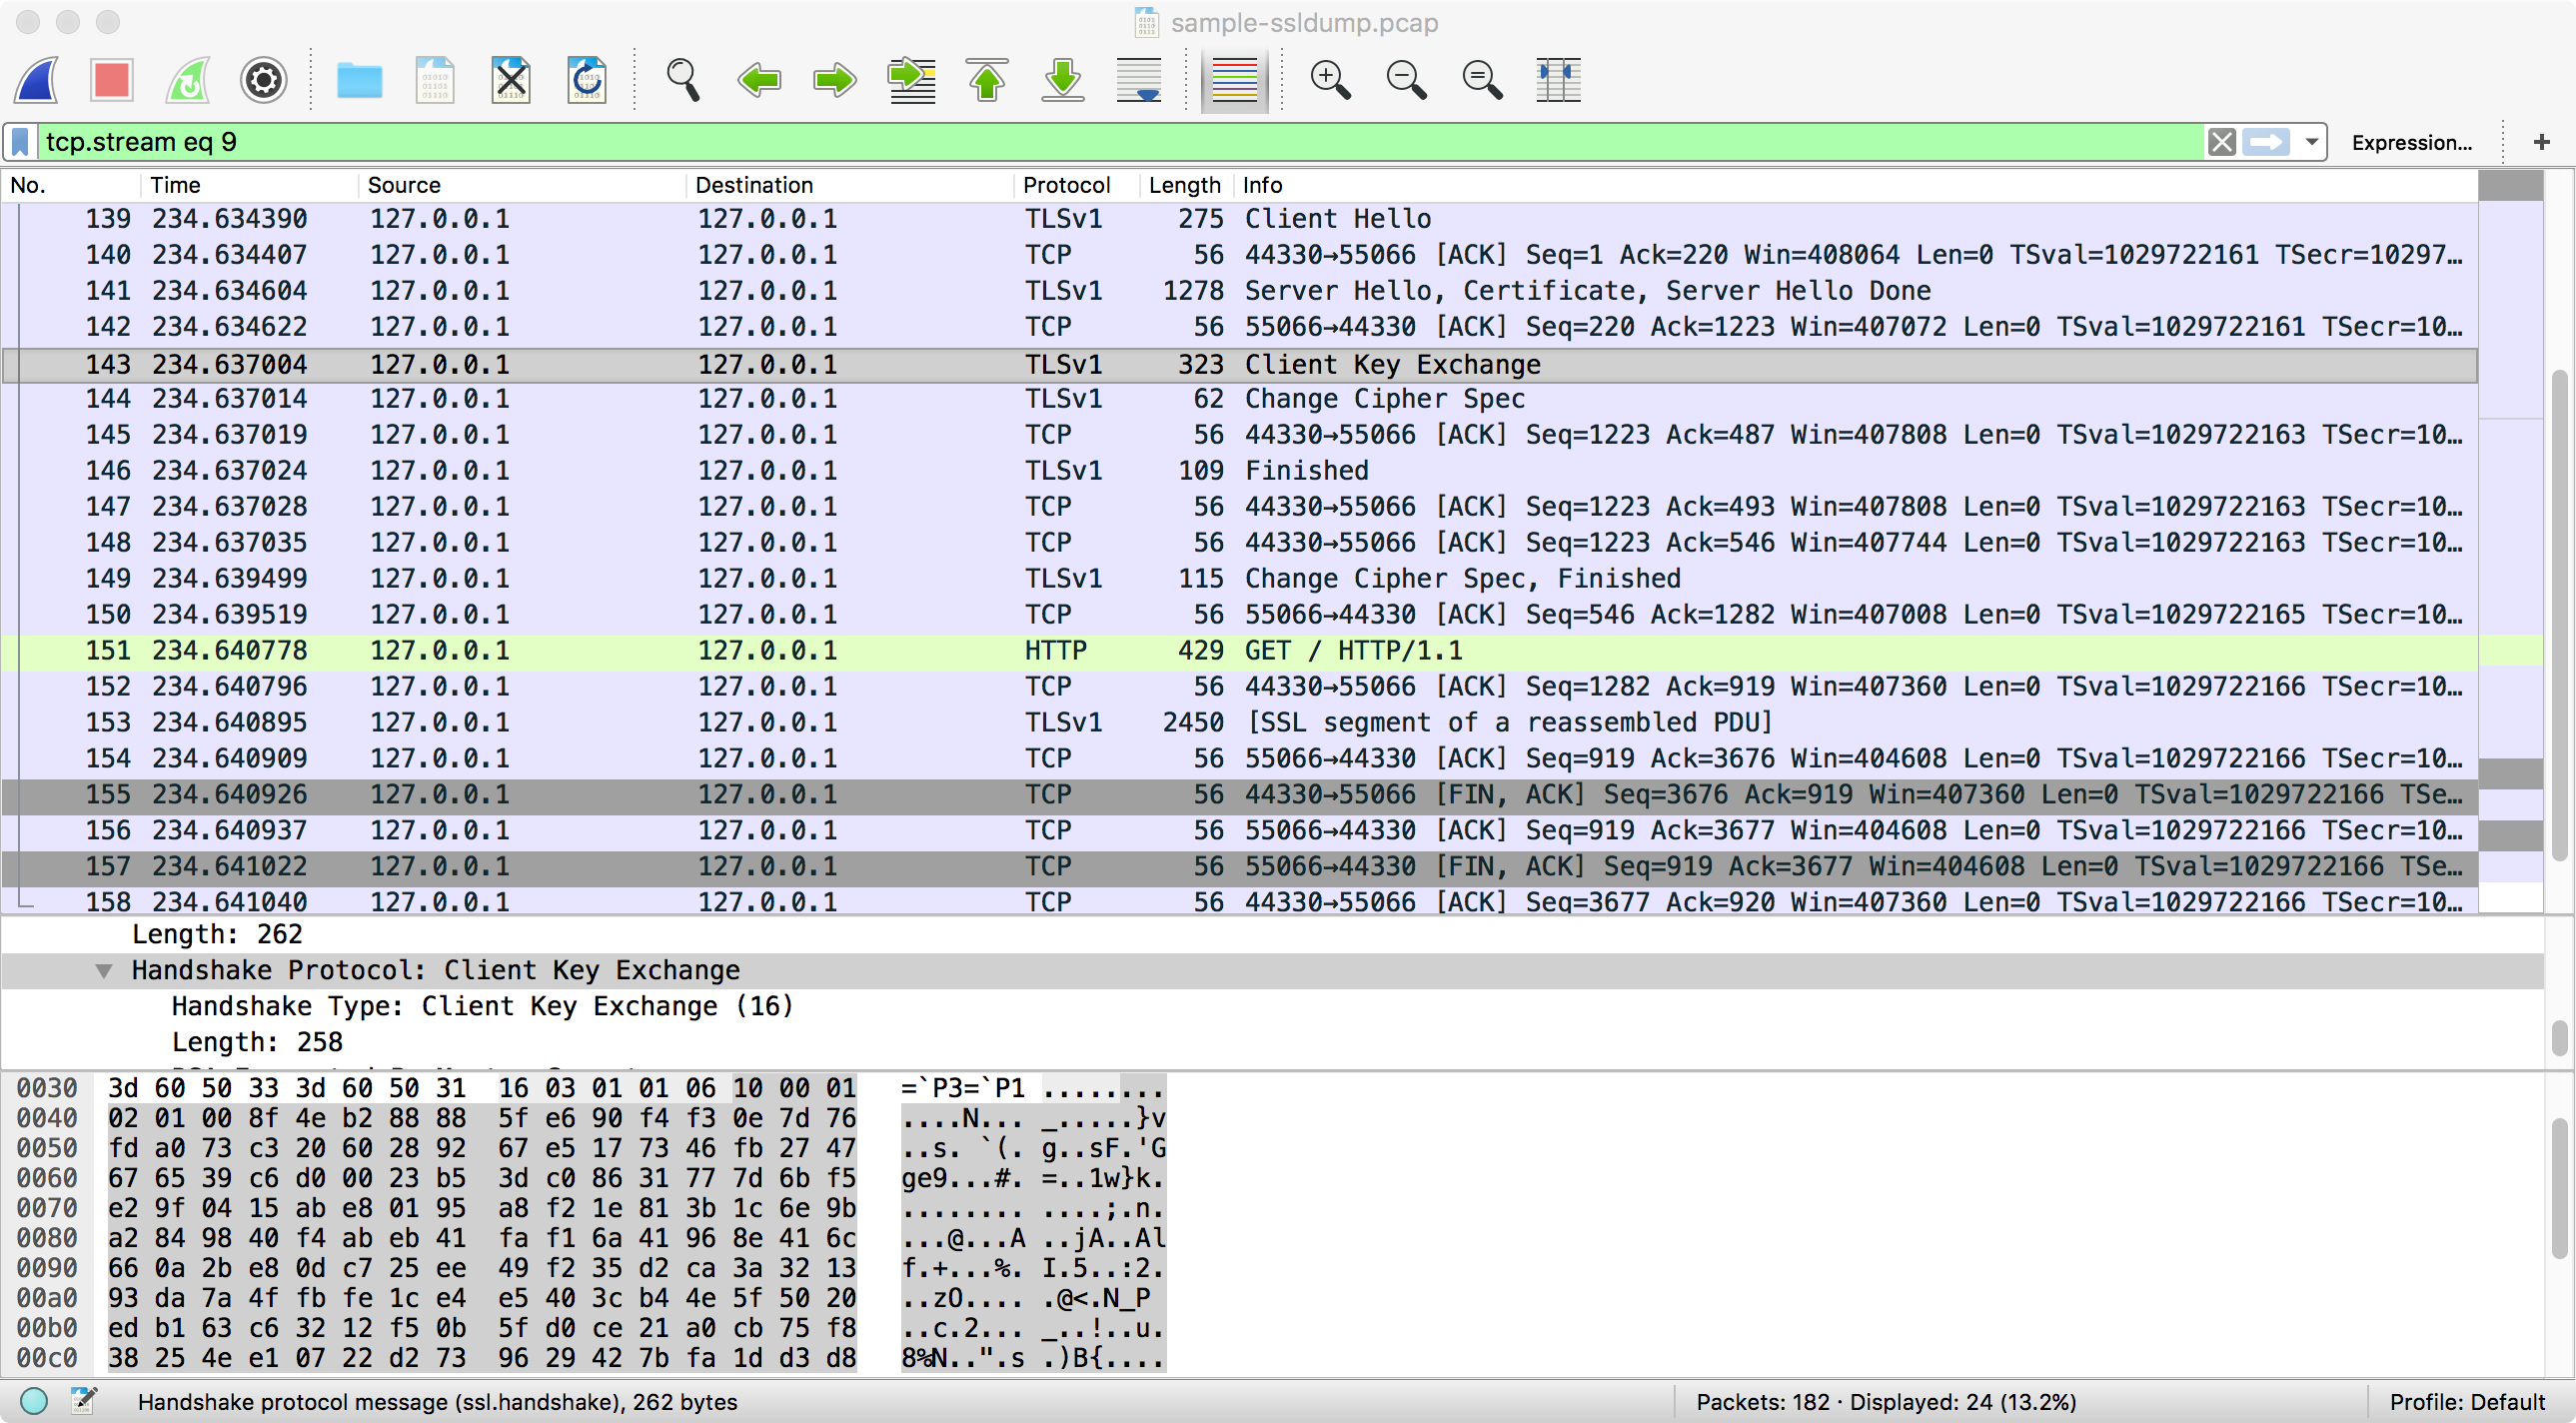 sample-ssldump.pcap
tcp.stream eq 9 Expression... +
No. Time Source Destination Protocol Length Info
139 234.634390 127.0.0.1 127.0.0.1 TLSv1 275 Client Hello
140 234.634407 127.0.0.1 127.0.0.1 TCP 56 44330→55066 [ACK] Seq=1 Ack=220 Win=408064 Len=0 TSval=1029722161 TSecr=10297…
141 234.634604 127.0.0.1 127.0.0.1 TLSv1 1278 Server Hello, Certificate, Server Hello Done
142 234.634622 127.0.0.1 127.0.0.1 TCP 56 55066→44330 [ACK] Seq=220 Ack=1223 Win=407072 Len=0 TSval=1029722161 TSecr=10…
143 234.637004 127.0.0.1 127.0.0.1 TLSv1 323 Client Key Exchange
144 234.637014 127.0.0.1 127.0.0.1 TLSv1 62 Change Cipher Spec
145 234.637019 127.0.0.1 127.0.0.1 TCP 56 44330→55066 [ACK] Seq=1223 Ack=487 Win=407808 Len=0 TSval=1029722163 TSecr=10…
146 234.637024 127.0.0.1 127.0.0.1 TLSv1 109 Finished
147 234.637028 127.0.0.1 127.0.0.1 TCP 56 44330→55066 [ACK] Seq=1223 Ack=493 Win=407808 Len=0 TSval=1029722163 TSecr=10…
148 234.637035 127.0.0.1 127.0.0.1 TCP 56 44330→55066 [ACK] Seq=1223 Ack=546 Win=407744 Len=0 TSval=1029722163 TSecr=10…
149 234.639499 127.0.0.1 127.0.0.1 TLSv1 115 Change Cipher Spec, Finished
150 234.639519 127.0.0.1 127.0.0.1 TCP 56 55066→44330 [ACK] Seq=546 Ack=1282 Win=407008 Len=0 TSval=1029722165 TSecr=10…
151 234.640778 127.0.0.1 127.0.0.1 HTTP 429 GET / HTTP/1.1
152 234.640796 127.0.0.1 127.0.0.1 TCP 56 44330→55066 [ACK] Seq=1282 Ack=919 Win=407360 Len=0 TSval=1029722166 TSecr=10…
153 234.640895 127.0.0.1 127.0.0.1 TLSv1 2450 [SSL segment of a reassembled PDU]
154 234.640909 127.0.0.1 127.0.0.1 TCP 56 55066→44330 [ACK] Seq=919 Ack=3676 Win=404608 Len=0 TSval=1029722166 TSecr=10…
155 234.640926 127.0.0.1 127.0.0.1 TCP 56 44330→55066 [FIN, ACK] Seq=3676 Ack=919 Win=407360 Len=0 TSval=1029722166 TSe…
156 234.640937 127.0.0.1 127.0.0.1 TCP 56 55066→44330 [ACK] Seq=919 Ack=3677 Win=404608 Len=0 TSval=1029722166 TSecr=10…
157 234.641022 127.0.0.1 127.0.0.1 TCP 56 55066→44330 [FIN, ACK] Seq=919 Ack=3677 Win=404608 Len=0 TSval=1029722166 TSe…
158 234.641040 127.0.0.1 127.0.0.1 TCP 56 44330→55066 [ACK] Seq=3677 Ack=920 Win=407360 Len=0 TSval=1029722166 TSecr=10…
Length: 262
Handshake Protocol: Client Key Exchange
Handshake Type: Client Key Exchange (16)
Length: 258
0030 3d 60 50 33 3d 60 50 31 16 03 01 01 06 10 00 01 =`P3=`P1 ........
0040 02 01 00 8f 4e b2 88 88 5f e6 90 f4 f3 0e 7d 76 ....N... _.....}v
0050 fd a0 73 c3 20 60 28 92 67 e5 17 73 46 fb 27 47 ..s. `(. g..sF.'G
0060 67 65 39 c6 d0 00 23 b5 3d c0 86 31 77 7d 6b f5 ge9...#. =..1w}k.
0070 e2 9f 04 15 ab e8 01 95 a8 f2 1e 81 3b 1c 6e 9b ........ ....;.n.
0080 a2 84 98 40 f4 ab eb 41 fa f1 6a 41 96 8e 41 6c ...@...A ..jA..Al
0090 66 0a 2b e8 0d c7 25 ee 49 f2 35 d2 ca 3a 32 13 f.+...%. I.5..:2.
00a0 93 da 7a 4f fb fe 1c e4 e5 40 3c b4 4e 5f 50 20 ..zO.... .@<.N_P
00b0 ed b1 63 c6 32 12 f5 0b 5f d0 ce 21 a0 cb 75 f8 ..c.2... _..!..u.
00c0 38 25 4e e1 07 22 d2 73 96 29 42 7b fa 1d d3 d8 8%N..".s .)B{....
Handshake protocol message (ssl.handshake), 262 bytes Packets: 182 · Displayed: 24 (13.2%) Profile: Default